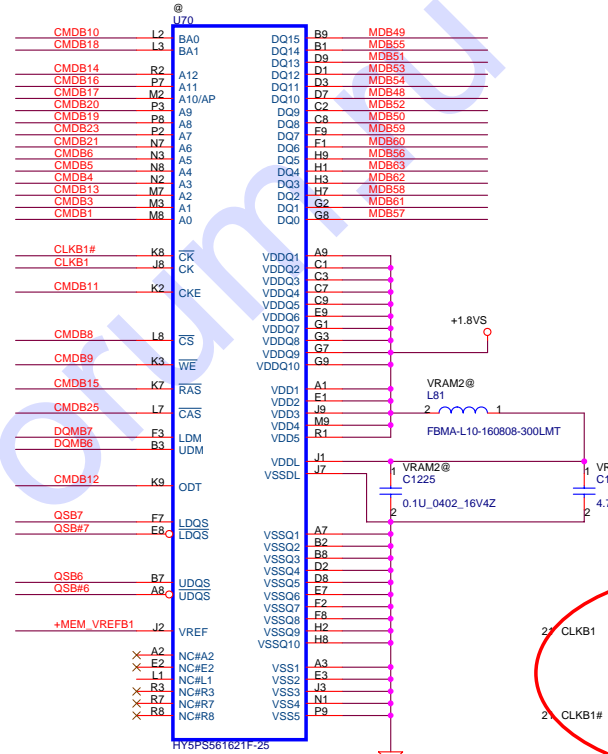 @
U70
CMDB10 L2 BA0 DQ15 B9 MDB49
CMDB18 L3 BA1 DQ14 B1 MDB55
DQ13 D9 MDB51
CMDB14 R2 A12 DQ12 D1 MDB53
CMDB16 P7 A11 DQ11 D3 MDB54
CMDB17 M2 A10/AP DQ10 D7 MDB48
CMDB20 P3 A9 DQ9 C2 MDB52
CMDB19 P8 A8 DQ8 C8 MDB50
CMDB23 P2 A7 DQ7 F9 MDB59
CMDB21 N7 A6 DQ6 F1 MDB60
CMDB6 N3 A5 DQ5 H9 MDB56
CMDB5 N8 A4 DQ4 H1 MDB63
CMDB4 N2 A3 DQ3 H3 MDB62
CMDB13 M7 A2 DQ2 H7 MDB58
CMDB3 M3 A1 DQ1 G2 MDB61
CMDB1 M8 A0 DQ0 G8 MDB57
CLKB1# K8 CK VDDQ1 A9
CLKB1 J8 CK VDDQ2 C1
VDDQ3 C3
CMDB11 K2 CKE VDDQ4 C7
VDDQ5 C9
VDDQ6 E9
VDDQ7 G1
+1.8VS
CMDB8 L8 CS VDDQ8 G3
VDDQ9 G7
CMDB9 K3 WE VDDQ10 G9
CMDB15 K7 RAS VDD1 A1
VRAM2@
VDD2 E1
L81
CMDB25 L7 CAS VDD3 J9 2 1
VDD4 M9
DQMB7 F3 LDM VDD5 R1 FBMA-L10-160808-300LMT
DQMB6 B3 UDM
VDDL J1
VSSDL J7 1 VRAM2@ 1 VR
CMDB12 K9 ODT C1225 C1
0.1U_0402_16V4Z 4.7
2 2
QSB7 F7 LDQS
QSB#7 E8 LDQS VSSQ1 A7
VSSQ2 B2
VSSQ3 B8
VSSQ4 D2
QSB6 B7 UDQS VSSQ5 D8
QSB#6 A8 UDQS VSSQ6 E7
VSSQ7 F2
VSSQ8 F8
+MEM_VREFB1 J2 VREF VSSQ9 H2
VSSQ10 H8
21 CLKB1
A2 NC#A2
E2 NC#E2 VSS1 A3
L1 NC#L1 VSS2 E3
R3 NC#R3 VSS3 J3
R7 NC#R7 VSS4 N1
R8 NC#R8 VSS5 P9
21 CLKB1#
HY5PS561621F-25
orum.ru